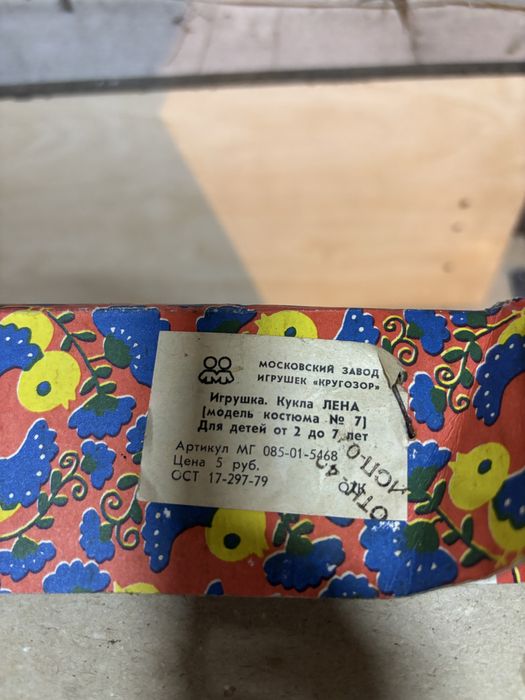 МОСКОВСКИЙ ЗАВОД
ИГРУШЕК «КРУГОЗОР»
Игрушка. Кукла ЛЕНА
(модель костюма № 7)
Для детей от 2 до 7 лет
Артикул МГ 085-01-5468
Цена 5 руб.
ОСТ 17-297-79
ОТК